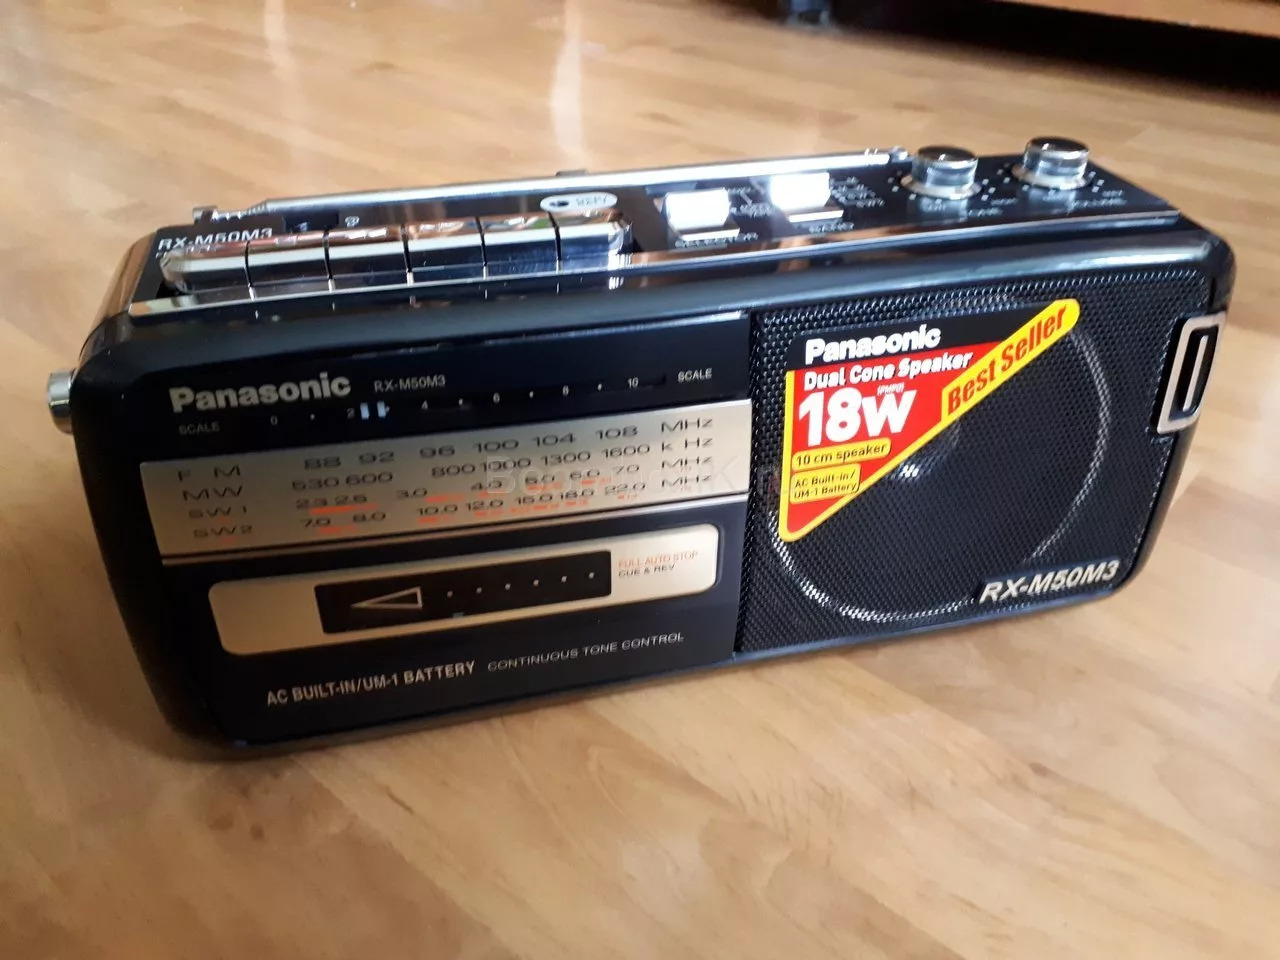 RX-M50M3
SELECTOR
BAND
VOLUME
Panasonic RX-M50M3
SCALE 0 2 4 6 8 10 SCALE
FM 88 92 96 100 104 108 MHz
MW 530 600 800 1000 1300 1600 kHz
SW1 2.3 2.5 3.0 4.0 5.0 6.0 7.0 MHz
SW2 7.0 8.0 10.0 12.0 15.0 18.0 22.0 MHz
FULL AUTO STOP
CUE & REV
AC BUILT-IN/UM-1 BATTERY CONTINUOUS TONE CONTROL
Panasonic
Dual Cone Speaker
18W (PMPO)
Best Seller
10 cm speaker
AC Built-in/
UM-1 Battery
RX-M50M3